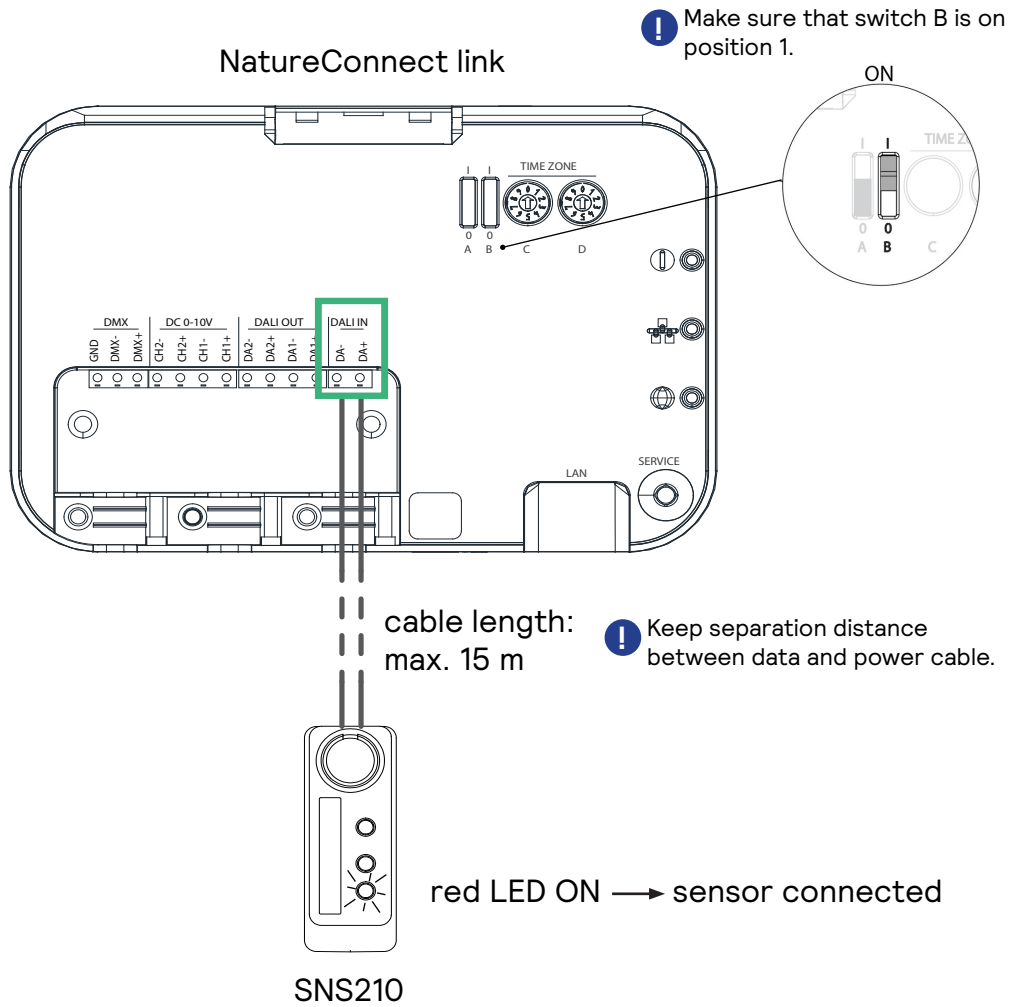 Make sure that switch B is on
position 1.
NatureConnect link
ON
TIME Z
I I
0 0
A B C
TIME ZONE
I I
0 0
A B C D
DMX DC 0-10V DALI OUT DALI IN
GND DMX- DMX+ CH2- CH2+ CH1- CH1+ DA2- DA2+ DA1- DA1+ DA- DA+
SERVICE
LAN
cable length:
max. 15 m
Keep separation distance
between data and power cable.
red LED ON → sensor connected
SNS210